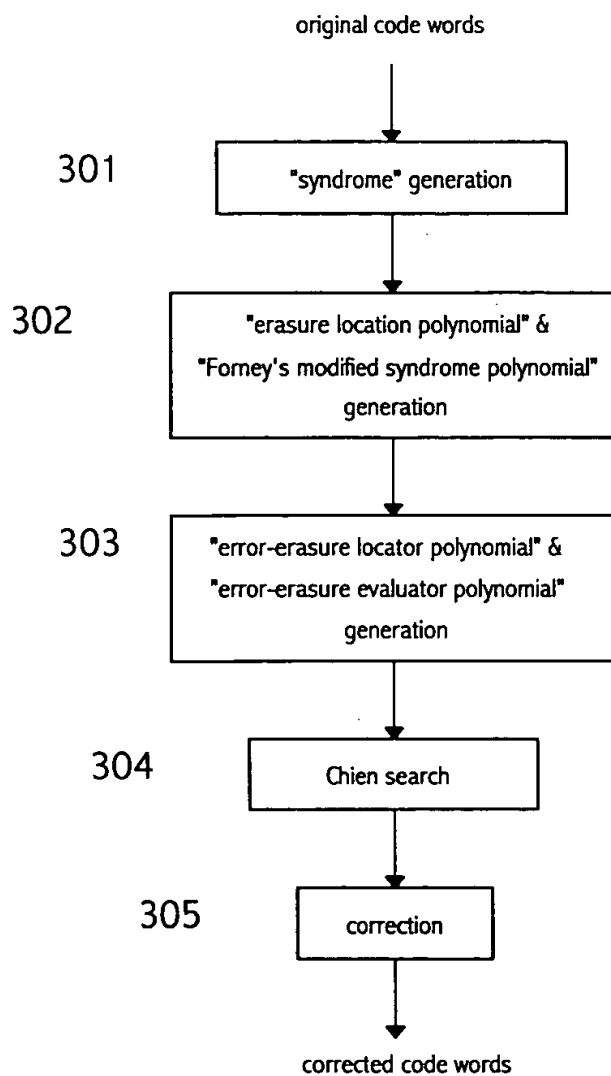 original code words
301
"syndrome" generation
302
"erasure location polynomial" &
"Forney's modified syndrome polynomial"
generation
303
"error-erasure locator polynomial" &
"error-erasure evaluator polynomial"
generation
304
Chien search
305
correction
corrected code words